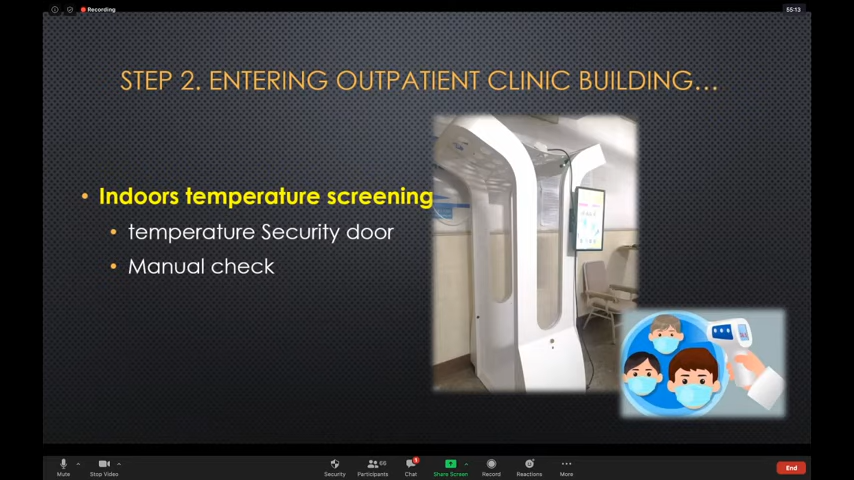 Recording
55:13
STEP 2. ENTERING OUTPATIENT CLINIC BUILDING...
• Indoors temperature screening
• temperature Security door
• Manual check
Mute
Stop Video
Security
Participants
Chat
Share Screen
Record
Reactions
More
End